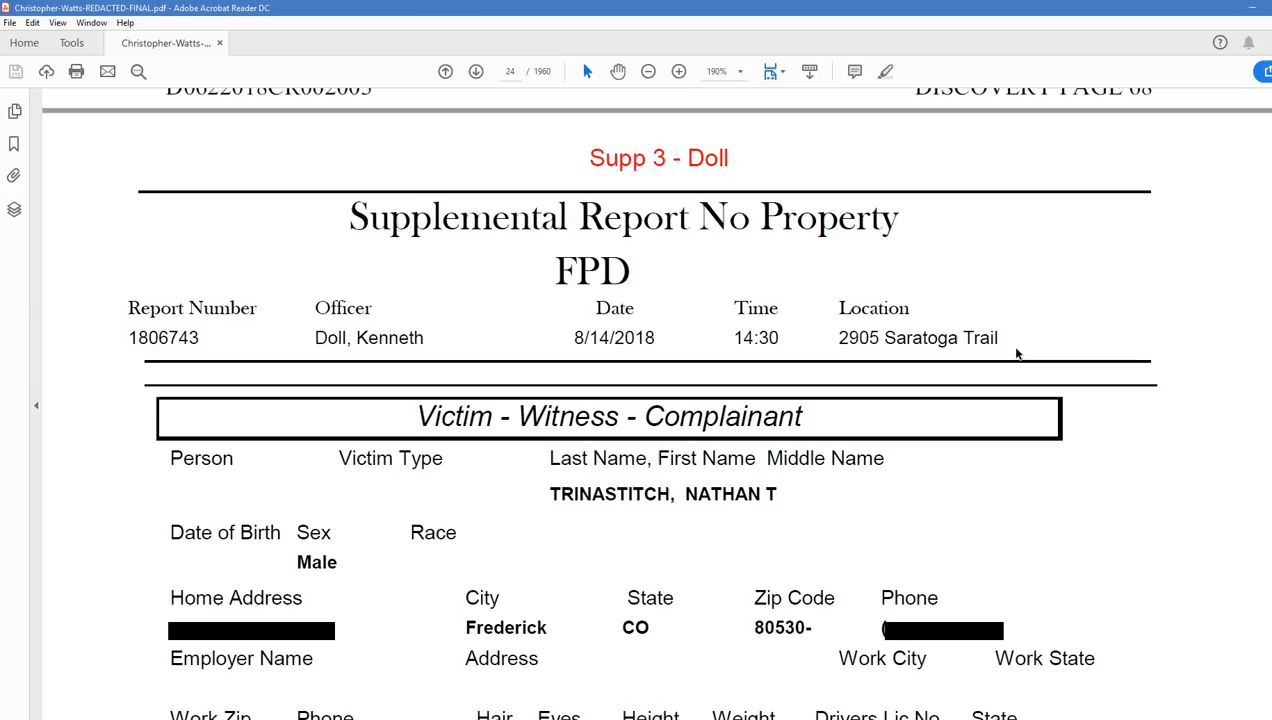 Christopher-Watts-REDACTED-FINAL.pdf - Adobe Acrobat Reader DC
File Edit View Window Help
Home Tools Christopher-Watts-... ×
24 / 1960 190%
D0622018CR002003 DISCOVERY PAGE 68
Supp 3 - Doll
Supplemental Report No Property
FPD
Report Number Officer Date Time Location
1806743 Doll, Kenneth 8/14/2018 14:30 2905 Saratoga Trail
Victim - Witness - Complainant
Person Victim Type Last Name, First Name Middle Name
TRINASTITCH, NATHAN T
Date of Birth Sex Race
Male
Home Address City State Zip Code Phone
Frederick CO 80530- (
Employer Name Address Work City Work State
Work Zip Phone Hair Eyes Height Weight Drivers Lic No State